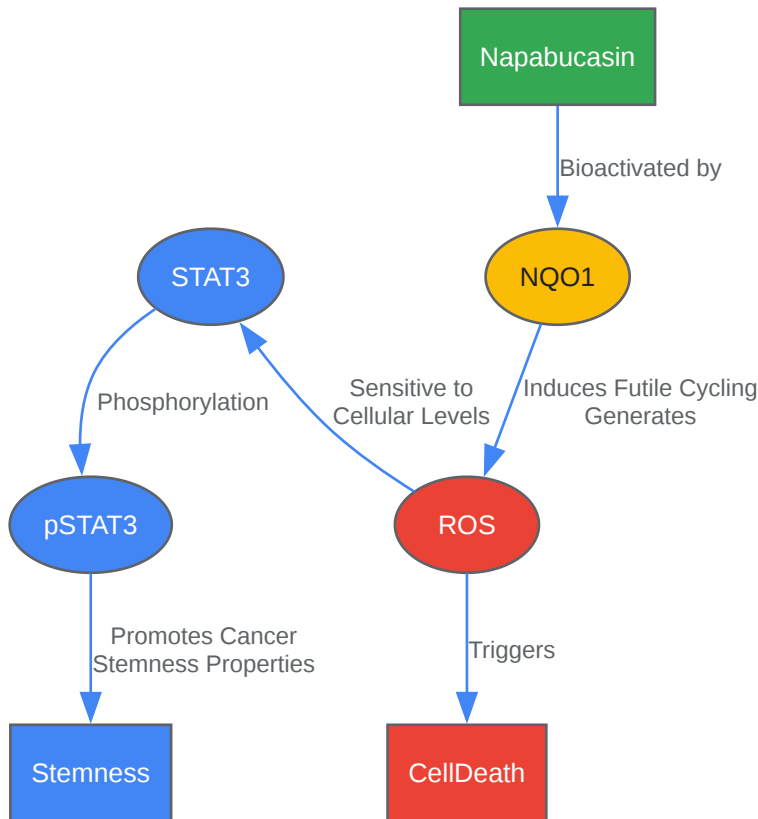 Napabucasin
Bioactivated by
STAT3
NQO1
Phosphorylation
Sensitive to
Cellular Levels
Induces Futile Cycling
Generates
pSTAT3
ROS
Promotes Cancer
Stemness Properties
Triggers
Stemness
CellDeath